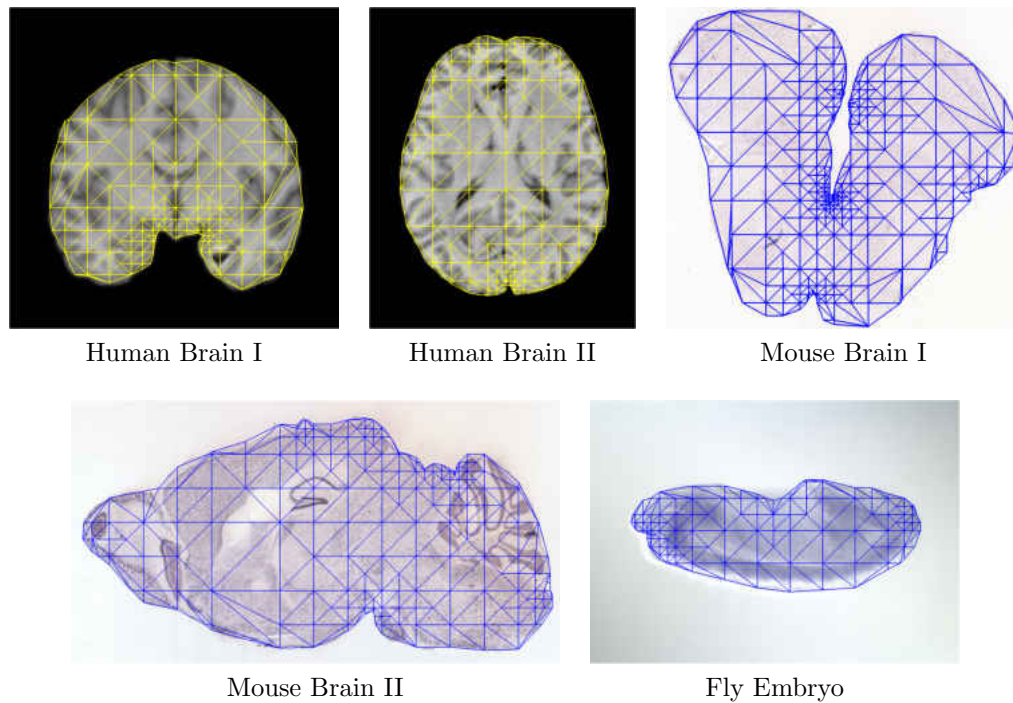 Human Brain I
Human Brain II
Mouse Brain I
Mouse Brain II
Fly Embryo